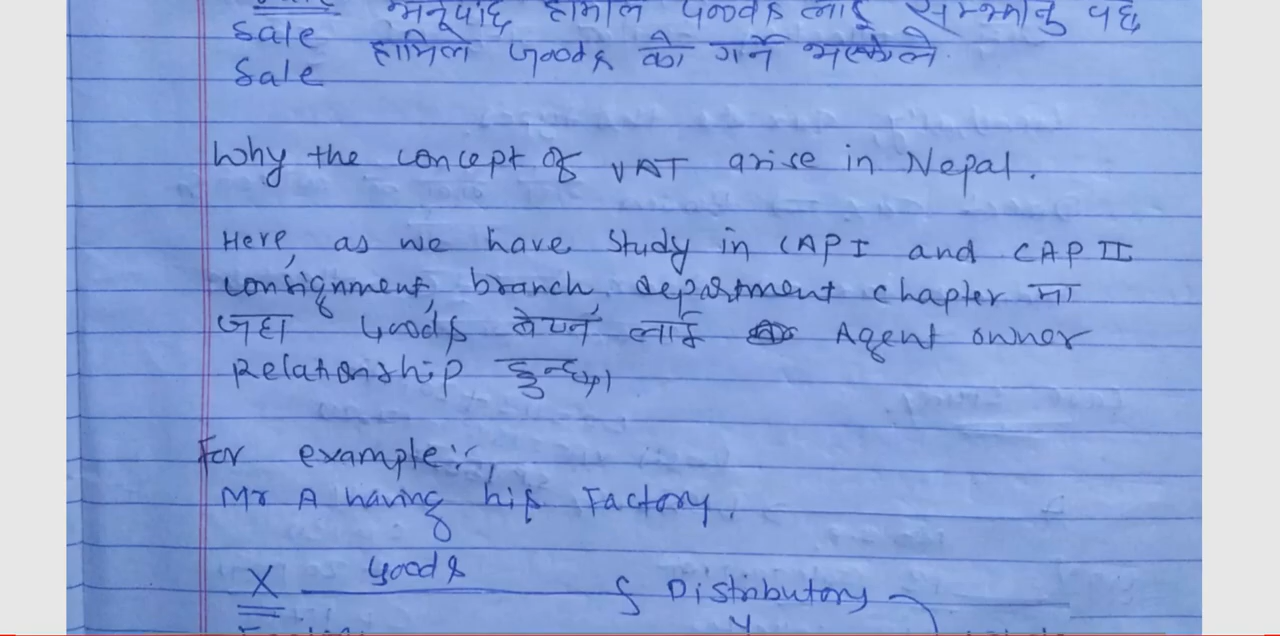 Sale हामिले Goods को गर्ने
Sale
Why the concept of VAT arise in Nepal.
Here, as we have study in CAP I and CAP II
consignment, branch, department chapter मा
जहा Goods बेच्न लाई Agent owner
Relationship हुन्छ।
For example:-,
Mr A having his Factory.
X Goods & Distributory
Y